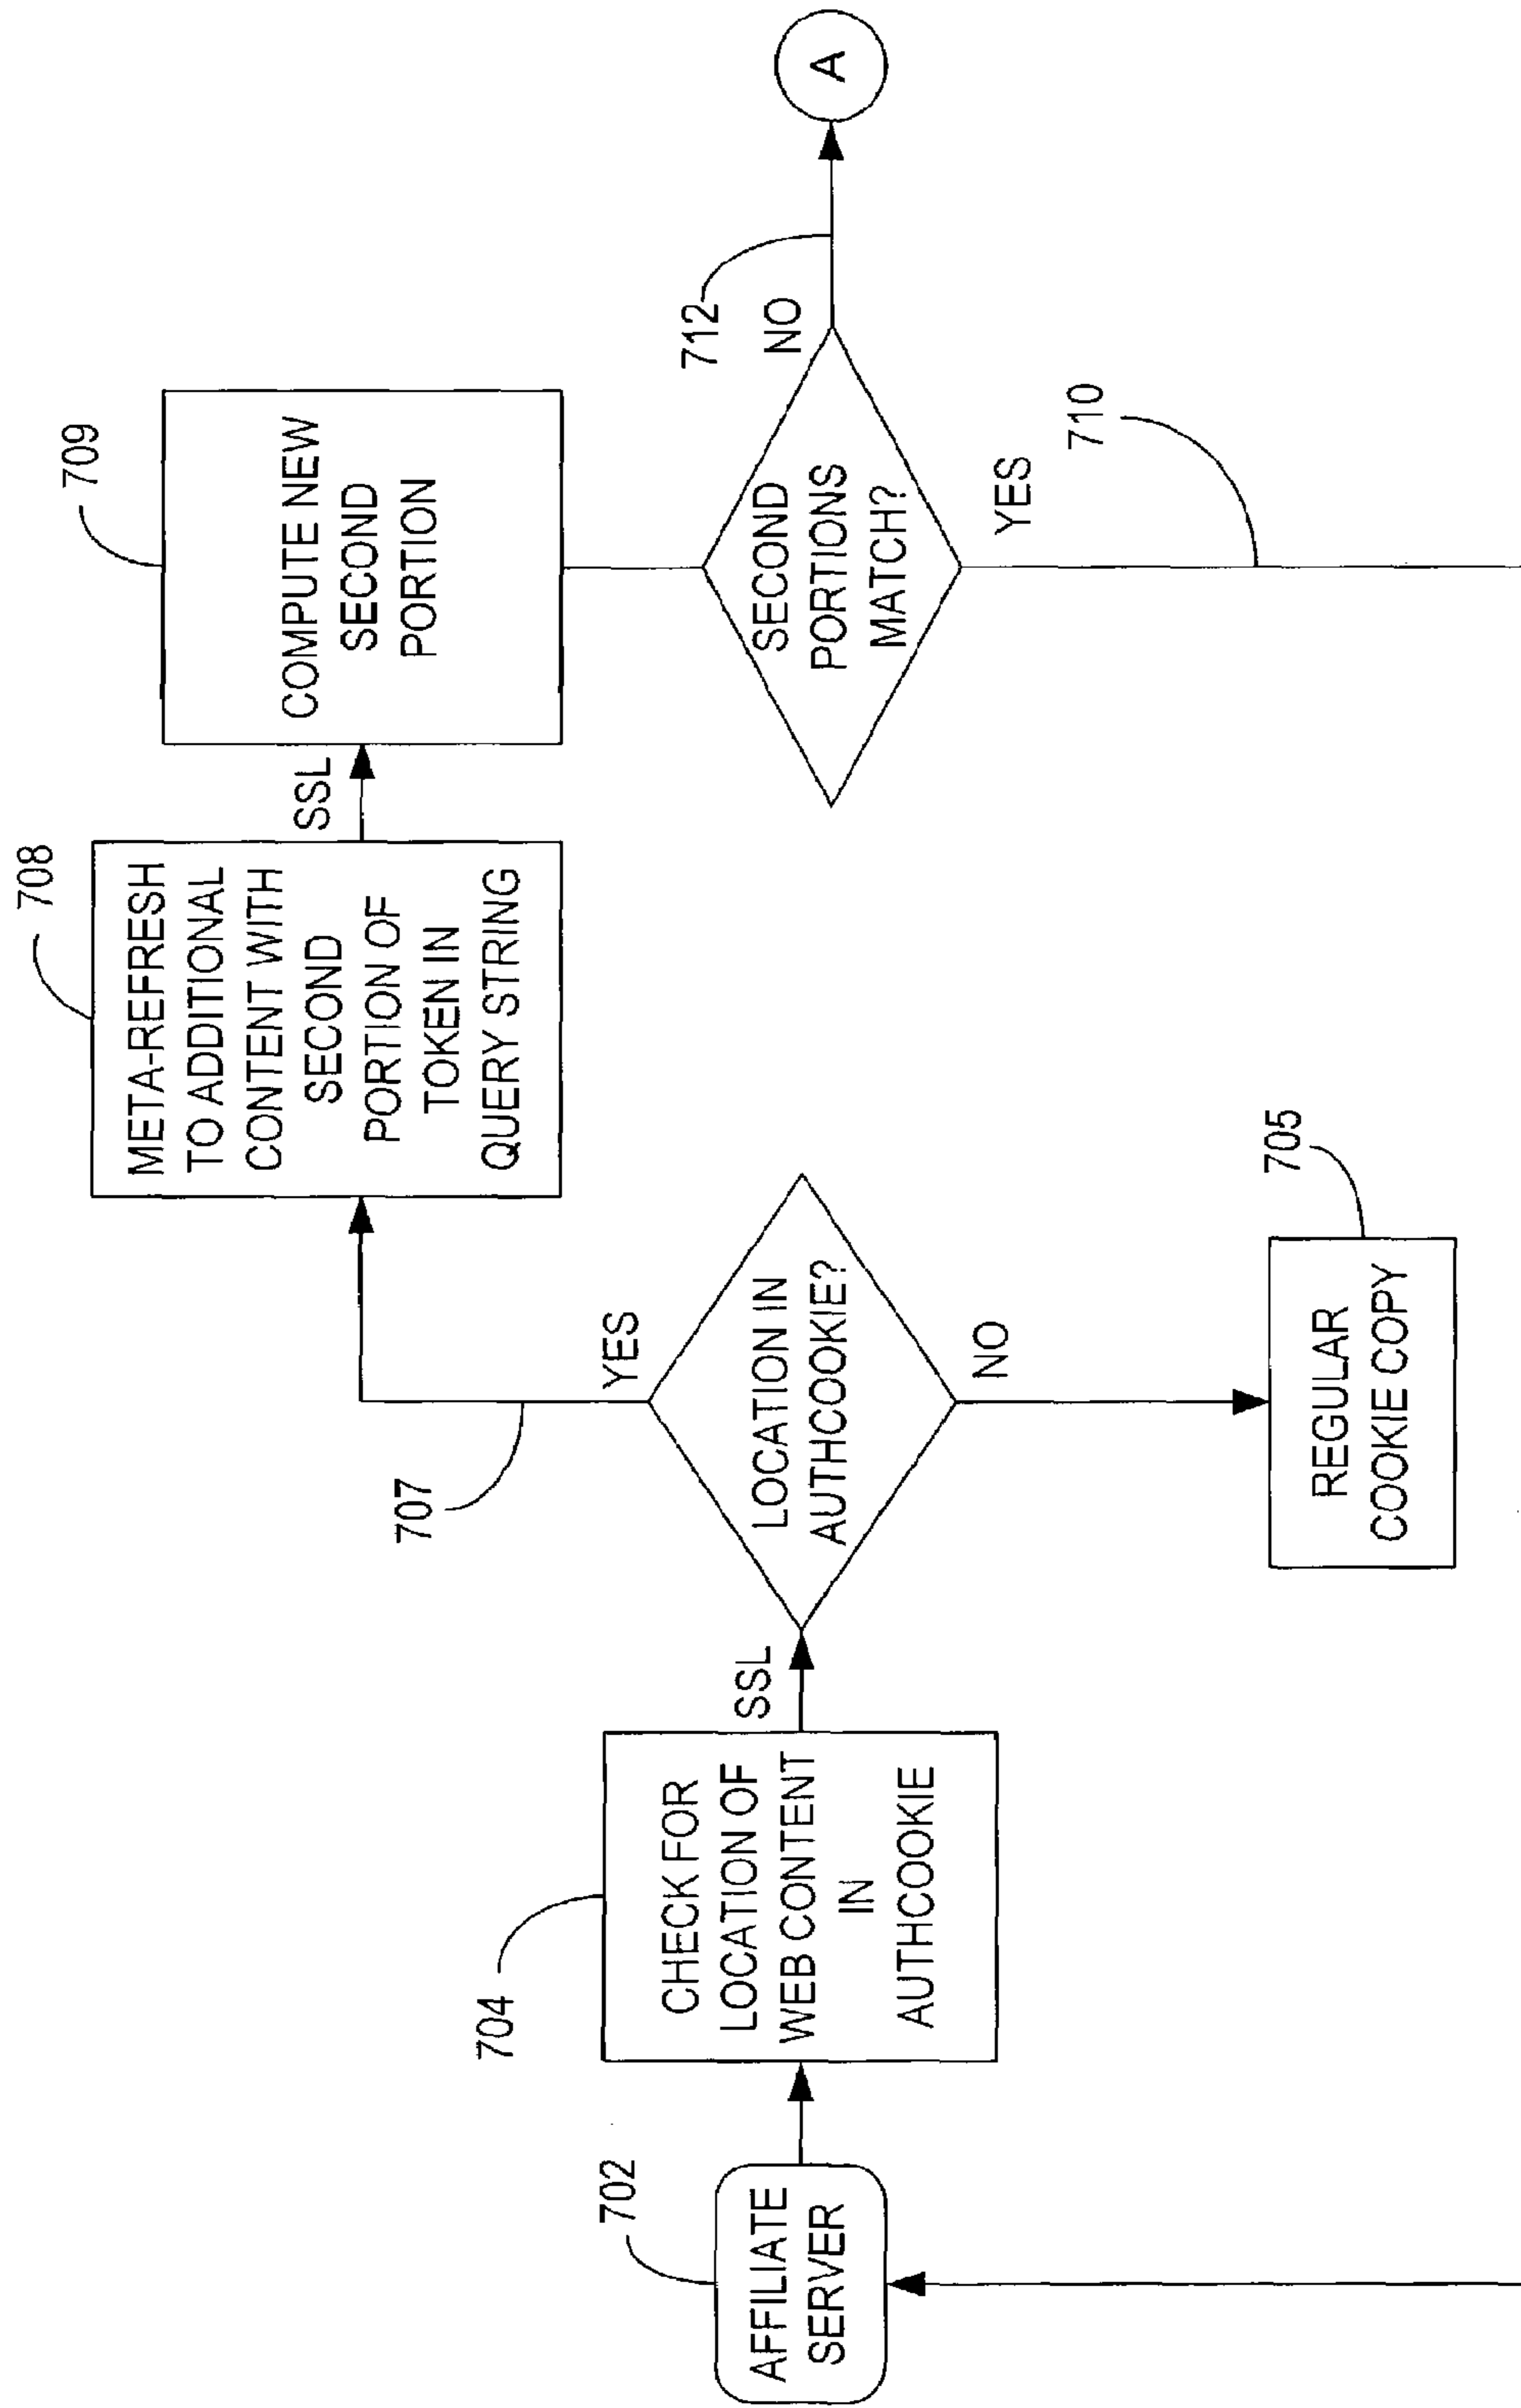 702
AFFILIATE
SERVER
704
CHECK FOR
LOCATION OF
WEB CONTENT
IN
AUTHCOOKIE
SSL
LOCATION IN
AUTHCOOKIE?
NO
705
REGULAR
COOKIE COPY
YES
707
708
META-REFRESH
TO ADDITIONAL
CONTENT WITH
SECOND
PORTION OF
TOKEN IN
QUERY STRING
SSL
709
COMPUTE NEW
SECOND
PORTION
SECOND
PORTIONS
MATCH?
YES
710
NO
712
A